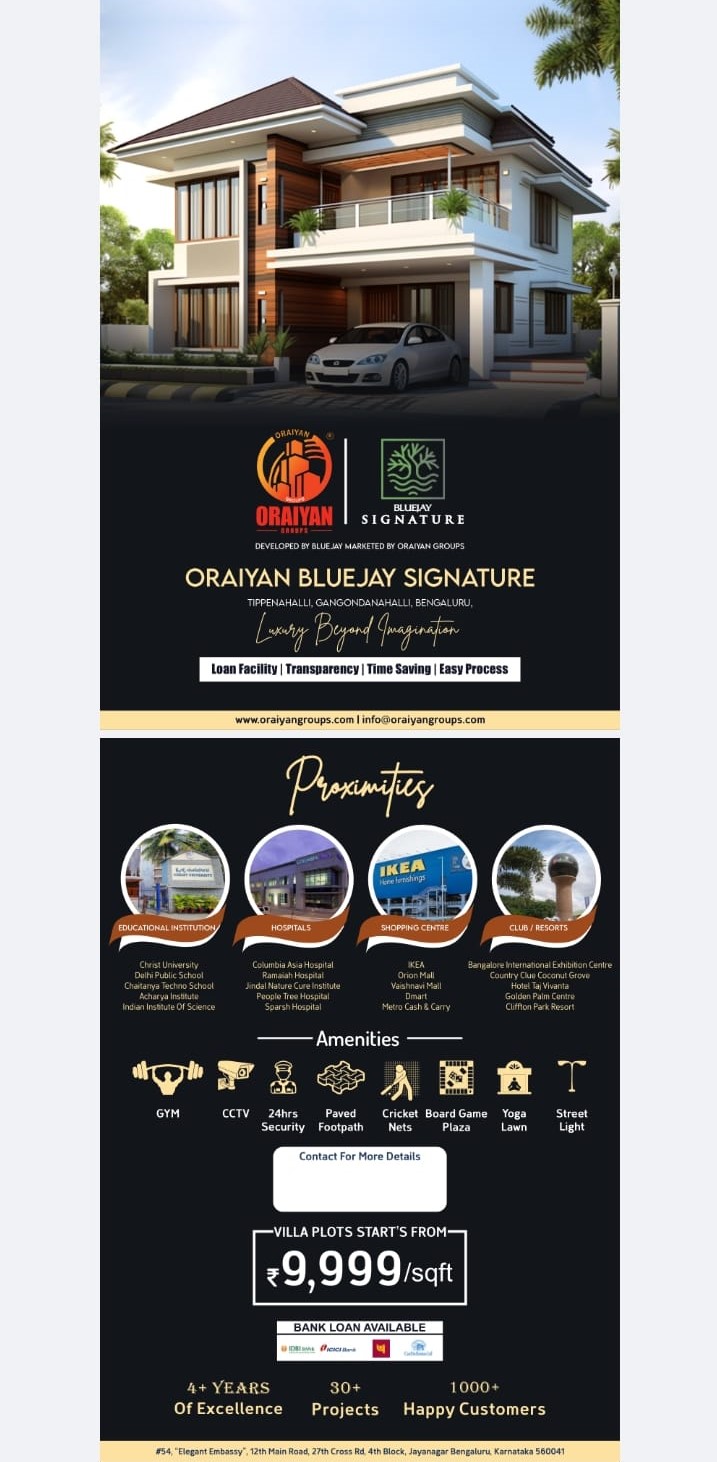 ORAIYAN
®
ORAIYAN
GROUPS
BLUEJAY
SIGNATURE
DEVELOPED BY BLUEJAY MARKETED BY ORAIYAN GROUPS
ORAIYAN BLUEJAY SIGNATURE
TIPPENAHALLI, GANGONDANAHALLI, BENGALURU,
Luxury Beyond Imagination
Loan Facility | Transparency | Time Saving | Easy Process
www.oraiyangroups.com | info@oraiyangroups.com
Proximities
IKEA
Home furnishings
EDUCATIONAL INSTITUTION
HOSPITALS
SHOPPING CENTRE
CLUB / RESORTS
Christ University
Delhi Public School
Chaitanya Techno School
Acharya Institute
Indian Institute Of Science
Columbia Asia Hospital
Ramaiah Hospital
Jindal Nature Cure Institute
People Tree Hospital
Sparsh Hospital
IKEA
Orion Mall
Vaishnavi Mall
Dmart
Metro Cash & Carry
Bangalore International Exhibition Centre
Country Clue Coconut Grove
Hotel Taj Vivanta
Golden Palm Centre
Cliffton Park Resort
Amenities
GYM
CCTV
24hrs
Security
Paved
Footpath
Cricket
Nets
Board Game
Plaza
Yoga
Lawn
Street
Light
Contact For More Details
VILLA PLOTS START'S FROM
₹9,999/sqft
BANK LOAN AVAILABLE
IDBI BANK
ICICI Bank
4+ YEARS
Of Excellence
30+
Projects
1000+
Happy Customers
#54, "Elegant Embassy", 12th Main Road, 27th Cross Rd, 4th Block, Jayanagar Bengaluru, Karnataka 560041